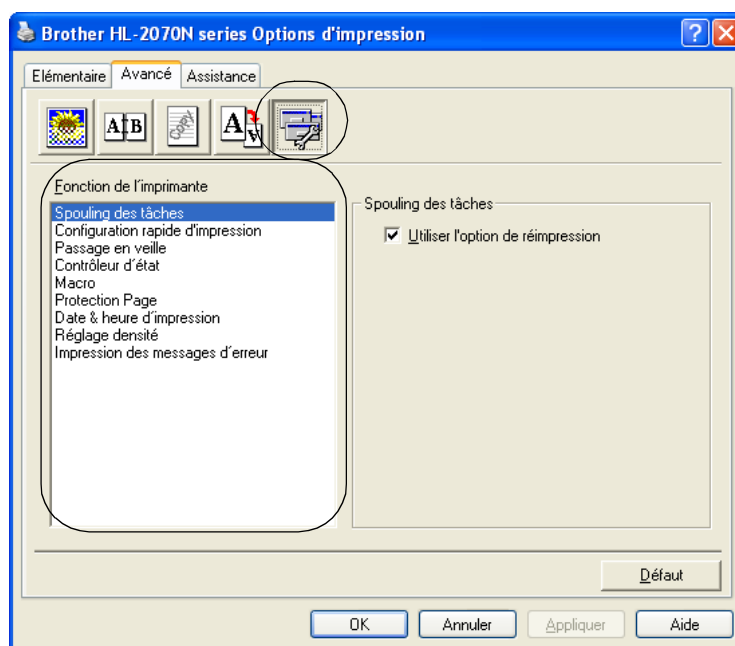 Brother HL-2070N series Options d'impression
Elémentaire Avancé Assistance
A B COPY A A
Fonction de l'imprimante
Spouling des tâches
Configuration rapide d'impression
Passage en veille
Contrôleur d´état
Macro
Protection Page
Date & heure d´impression
Réglage densité
Impression des messages d´erreur
Spouling des tâches
Utiliser l'option de réimpression
Défaut
OK Annuler Appliquer Aide